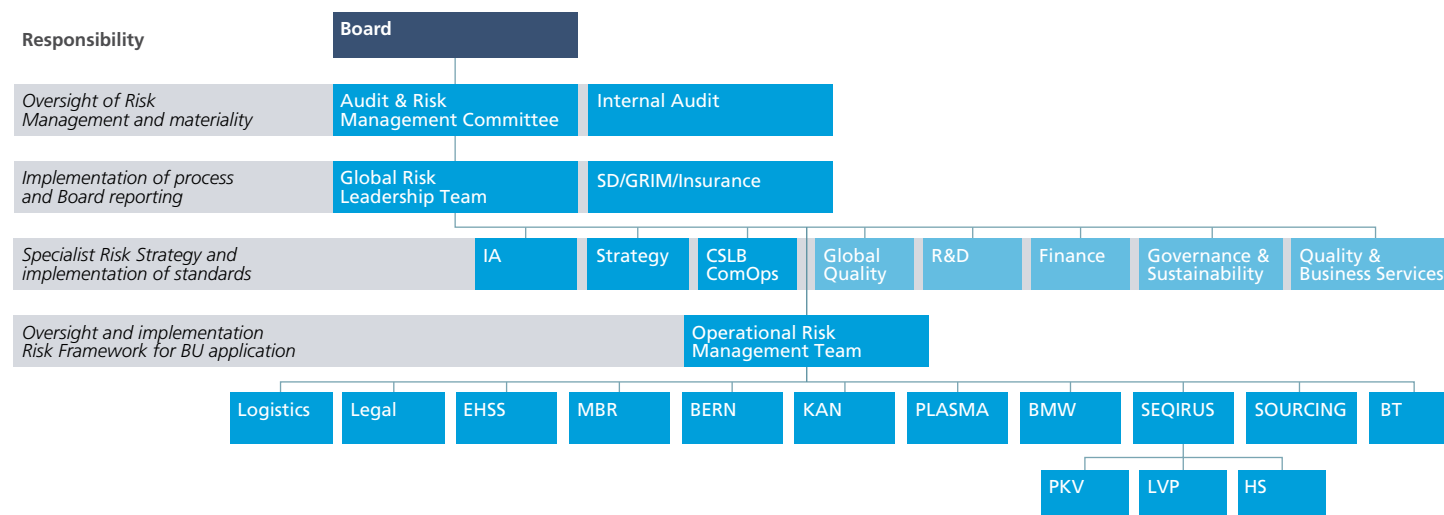 Responsibility
Board
Oversight of Risk
Management and materiality
Audit & Risk
Management Committee
Internal Audit
Implementation of process
and Board reporting
Global Risk
Leadership Team
SD/GRIM/Insurance
Specialist Risk Strategy and
implementation of standards
IA
Strategy
CSLB
ComOps
Global
Quality
R&D
Finance
Governance &
Sustainability
Quality &
Business Services
Oversight and implementation
Risk Framework for BU application
Operational Risk
Management Team
Logistics
Legal
EHSS
MBR
BERN
KAN
PLASMA
BMW
SEQIRUS
SOURCING
BT
PKV
LVP
HS